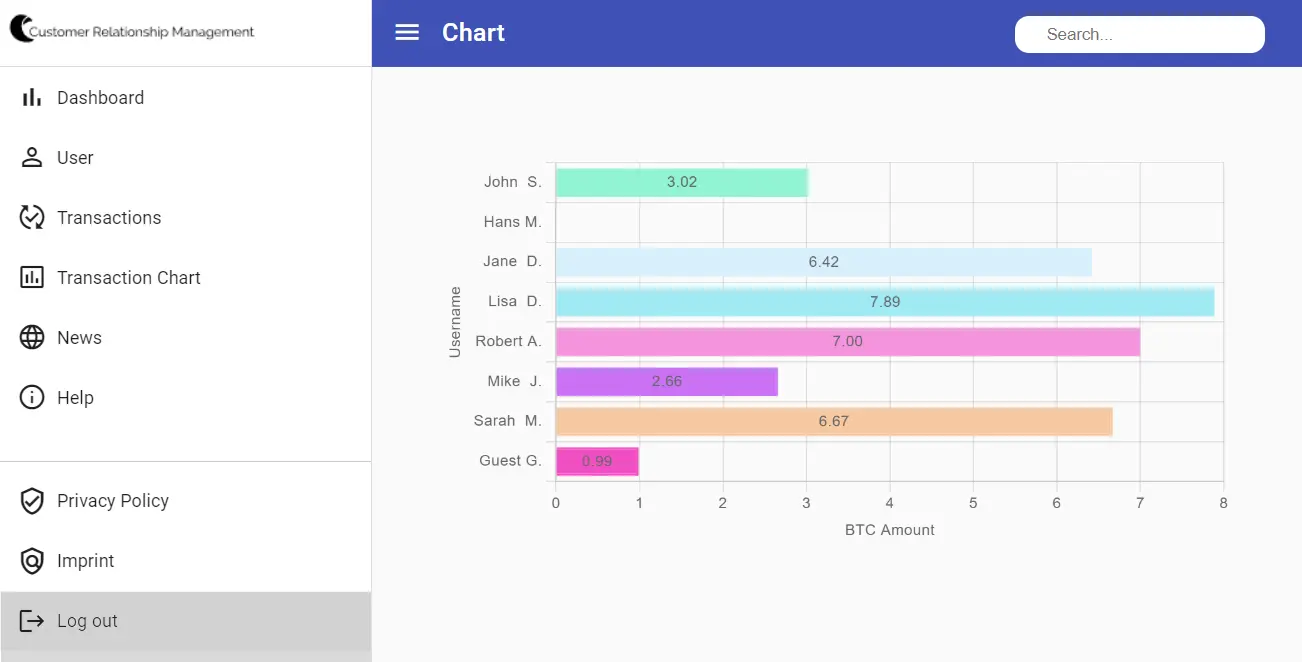 Customer Relationship Management
Chart
Search...
Dashboard
User
Transactions
Transaction Chart
News
Help
Privacy Policy
Imprint
Log out
Username
John S. 3.02
Hans M.
Jane D. 6.42
Lisa D. 7.89
Robert A. 7.00
Mike J. 2.66
Sarah M. 6.67
Guest G. 0.99
0 1 2 3 4 5 6 7 8
BTC Amount